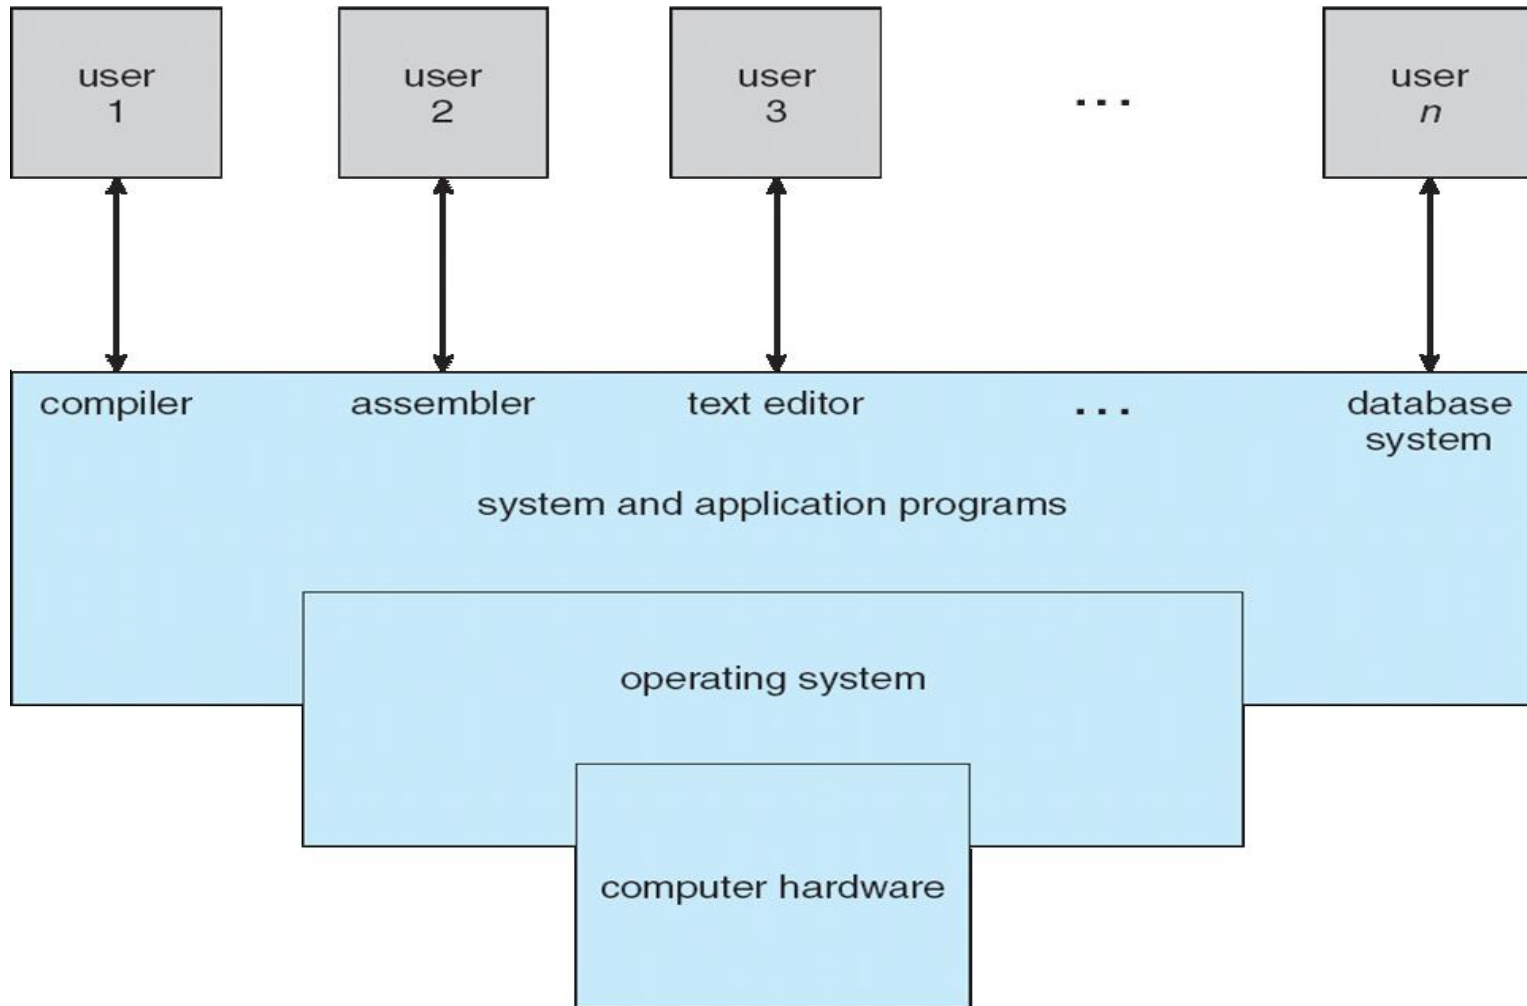 user
1
user
2
user
3
...
user
n
compiler
assembler
text editor
...
database
system
system and application programs
operating system
computer hardware